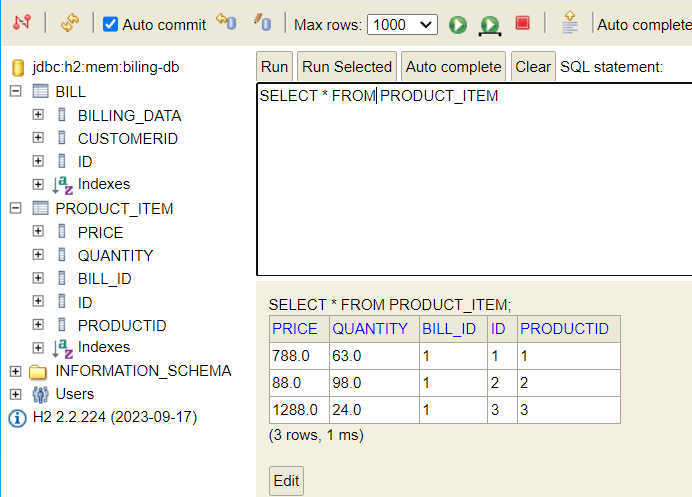 Auto commit Max rows: 1000 Auto complete
jdbc:h2:mem:biling-db
BILL
BILLING_DATA
CUSTOMERID
ID
Indexes
PRODUCT_ITEM
PRICE
QUANTITY
BILL_ID
ID
PRODUCTID
Indexes
INFORMATION_SCHEMA
Users
H2 2.2.224 (2023-09-17)
Run Run Selected Auto complete Clear SQL statement:
SELECT * FROM PRODUCT_ITEM
SELECT * FROM PRODUCT_ITEM;
PRICE QUANTITY BILL_ID ID PRODUCTID
788.0 63.0 1 1 1
88.0 98.0 1 2 2
1288.0 24.0 1 3 3
(3 rows, 1 ms)
Edit